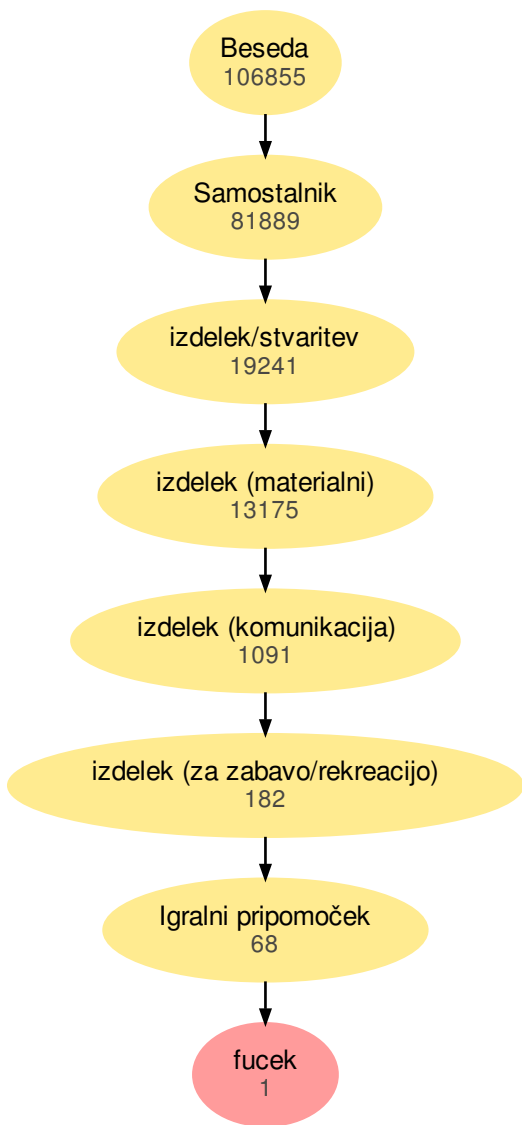 Beseda
106855
Samostalnik
81889
izdelek/stvaritev
19241
izdelek (materialni)
13175
izdelek (komunikacija)
1091
izdelek (za zabavo/rekreacijo)
182
Igralni pripomoček
68
fucek
1